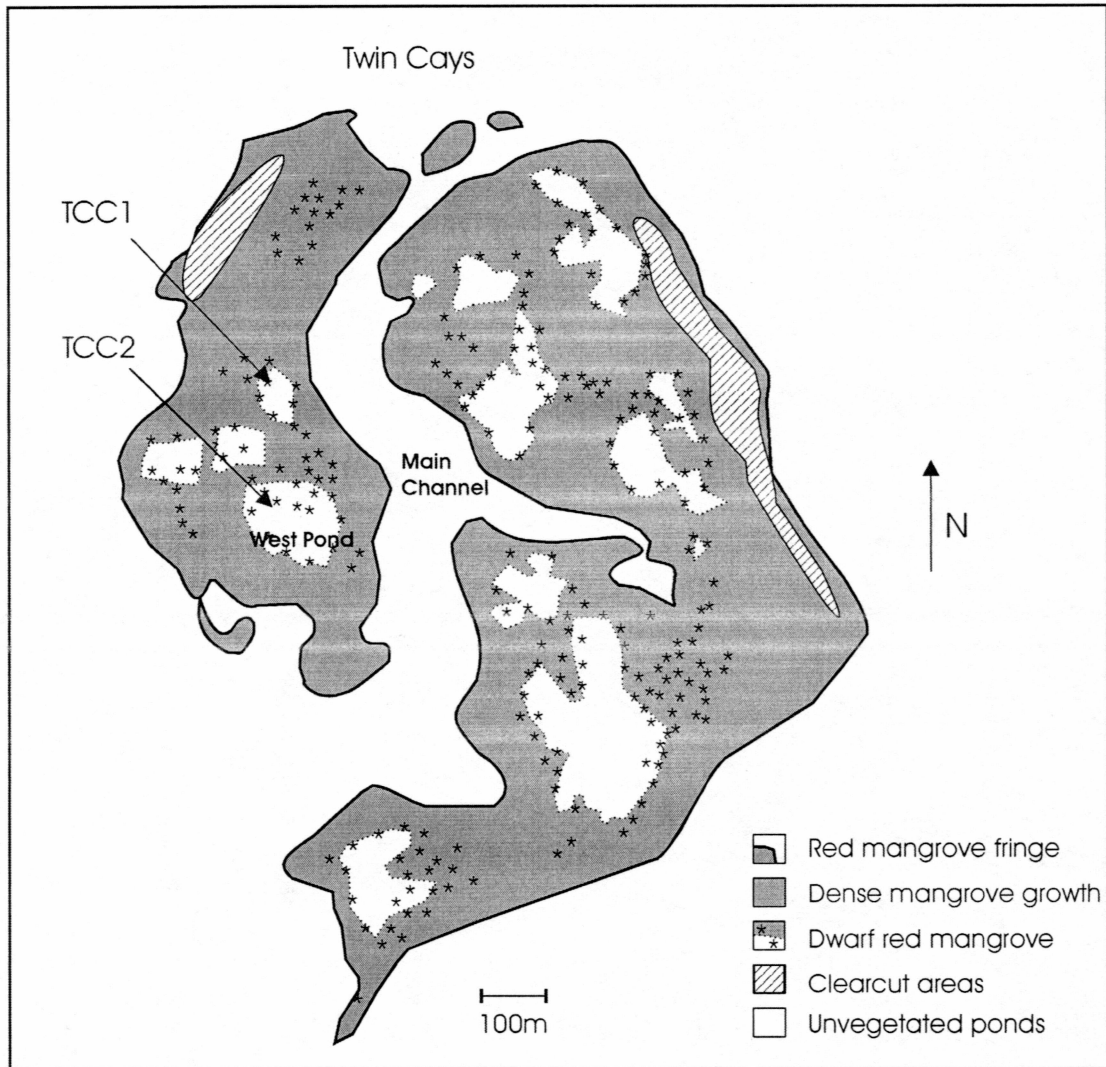 Twin Cays
TCC1
TCC2
Main
Channel
West Pond
N
Red mangrove fringe
Dense mangrove growth
Dwarf red mangrove
Clearcut areas
Unvegetated ponds
100m